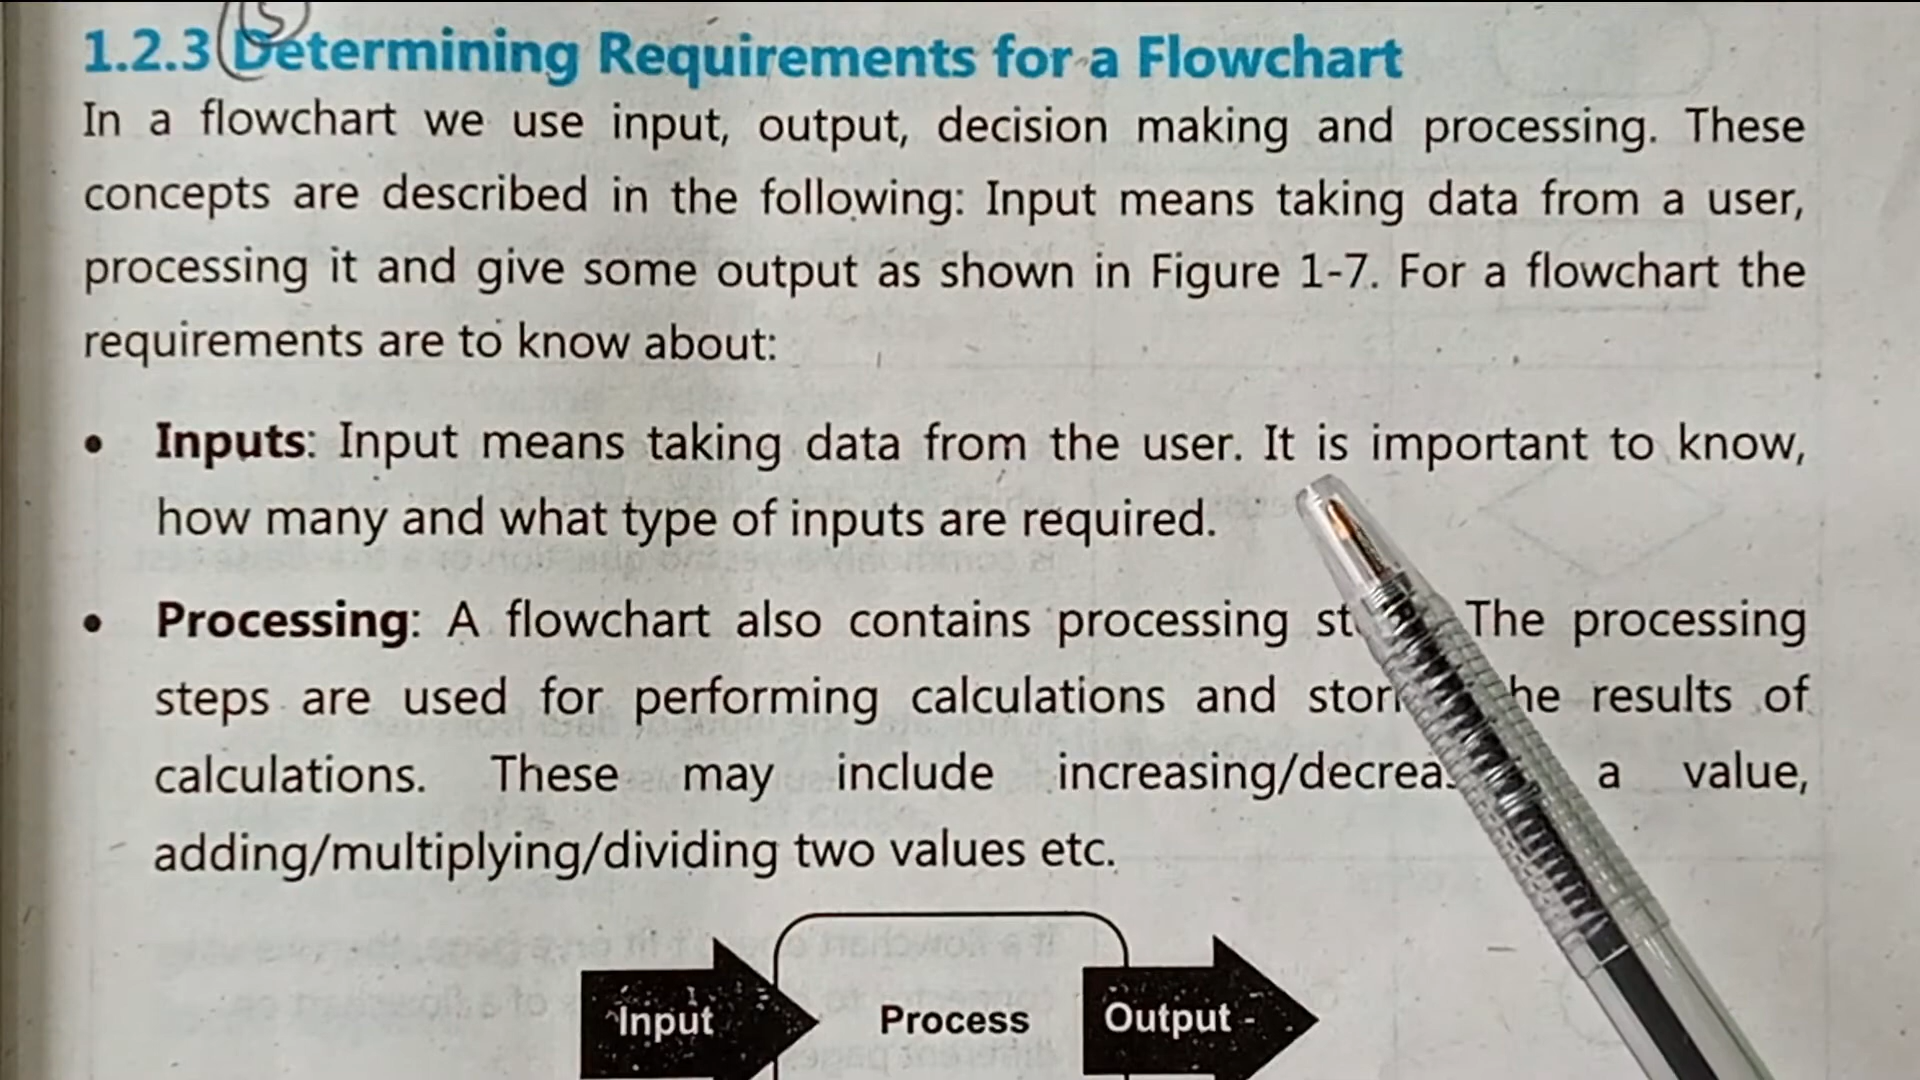 (5)
1.2.3 Determining Requirements for a Flowchart
In a flowchart we use input, output, decision making and processing. These
concepts are described in the following: Input means taking data from a user,
processing it and give some output as shown in Figure 1-7. For a flowchart the
requirements are to know about:
• Inputs: Input means taking data from the user. It is important to know,
how many and what type of inputs are required.
• Processing: A flowchart also contains processing The processing
steps are used for performing calculations and results of
calculations. These may include a value,
adding/multiplying/dividing two values etc.
Input Process Output